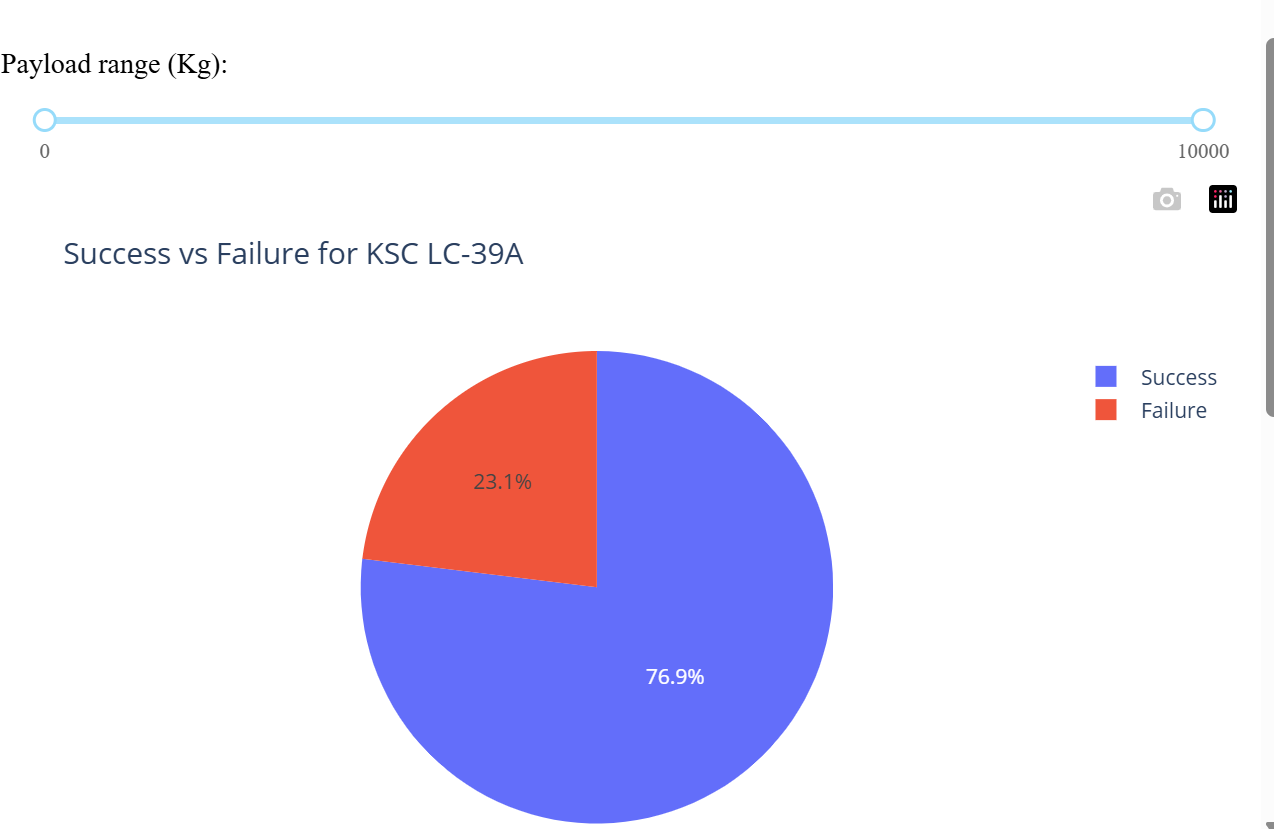 Payload range (Kg):
0
10000
Success vs Failure for KSC LC-39A
Success
Failure
23.1%
76.9%